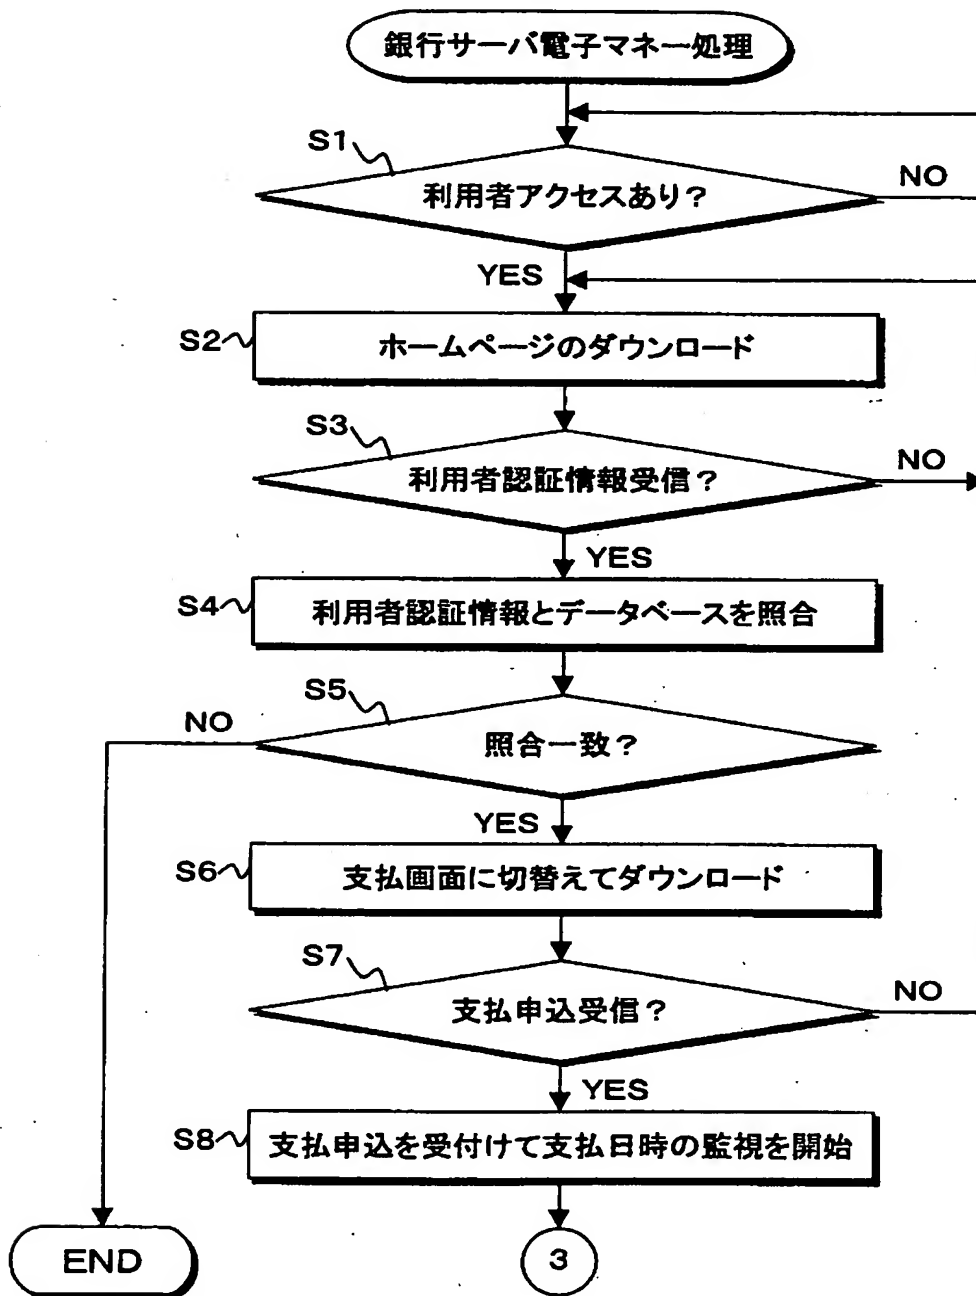 銀行サーバ電子マネー処理
S1
利用者アクセスあり?
NO
YES
S2
ホームページのダウンロード
S3
利用者認証情報受信?
NO
YES
S4
利用者認証情報とデータベースを照合
S5
NO
照合一致?
YES
S6
支払画面に切替えてダウンロード
S7
支払申込受信?
NO
YES
S8
支払申込を受付けて支払日時の監視を開始
END
3